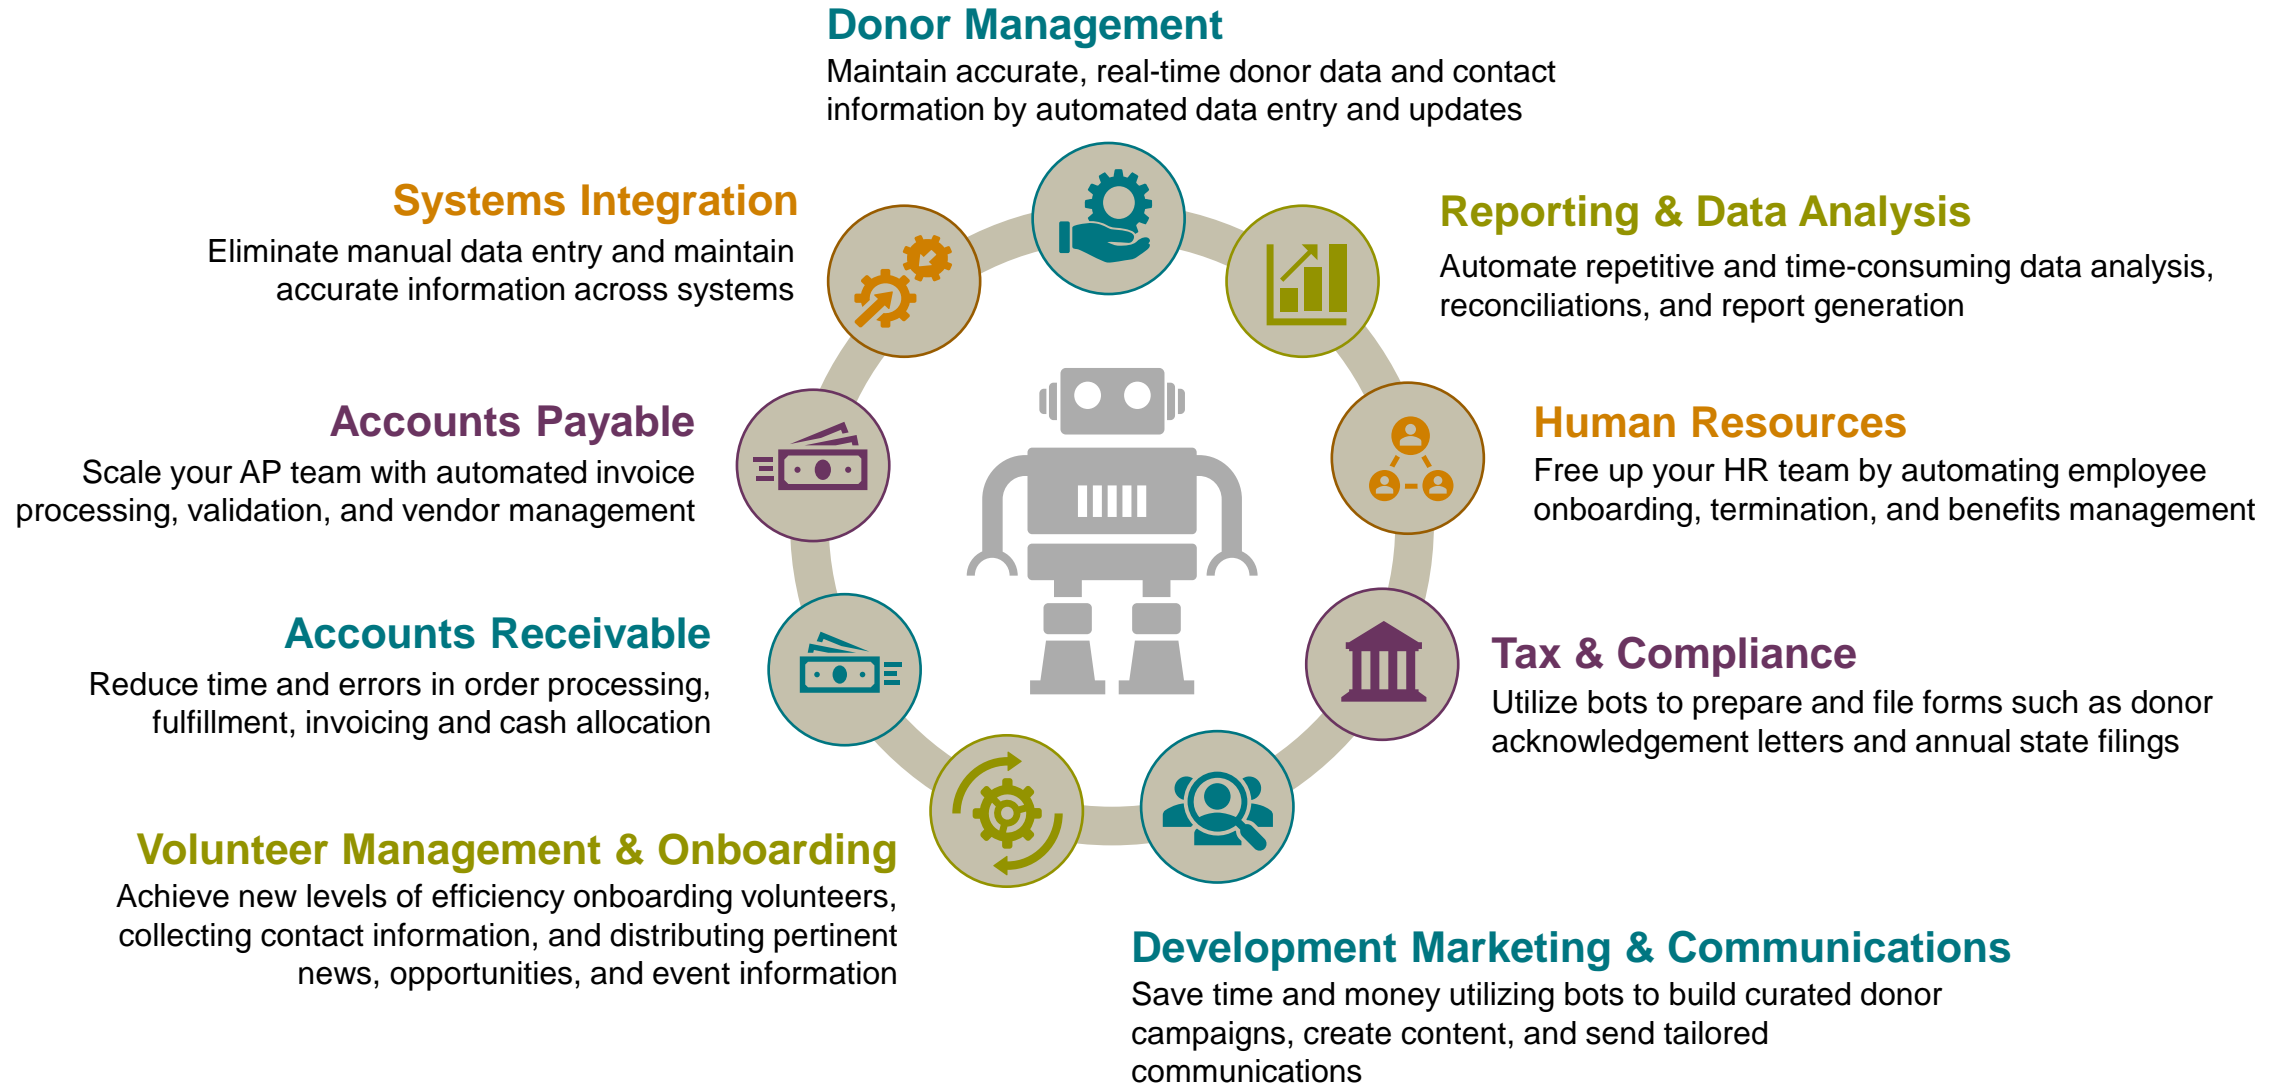 Donor Management
Maintain accurate, real-time donor data and contact
information by automated data entry and updates
Systems Integration
Eliminate manual data entry and maintain
accurate information across systems
Reporting & Data Analysis
Automate repetitive and time-consuming data analysis,
reconciliations, and report generation
Accounts Payable
Scale your AP team with automated invoice
processing, validation, and vendor management
Human Resources
Free up your HR team by automating employee
onboarding, termination, and benefits management
Accounts Receivable
Reduce time and errors in order processing,
fulfillment, invoicing and cash allocation
Tax & Compliance
Utilize bots to prepare and file forms such as donor
acknowledgement letters and annual state filings
Volunteer Management & Onboarding
Achieve new levels of efficiency onboarding volunteers,
collecting contact information, and distributing pertinent
news, opportunities, and event information
Development Marketing & Communications
Save time and money utilizing bots to build curated donor
campaigns, create content, and send tailored
communications